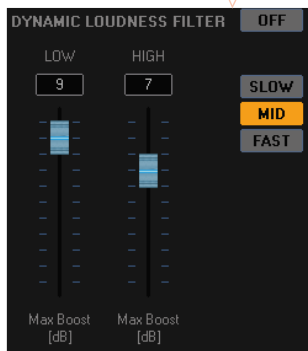 DYNAMIC LOUDNESS FILTER OFF
LOW HIGH
9 7
SLOW
MID
FAST
Max Boost Max Boost
[dB] [dB]